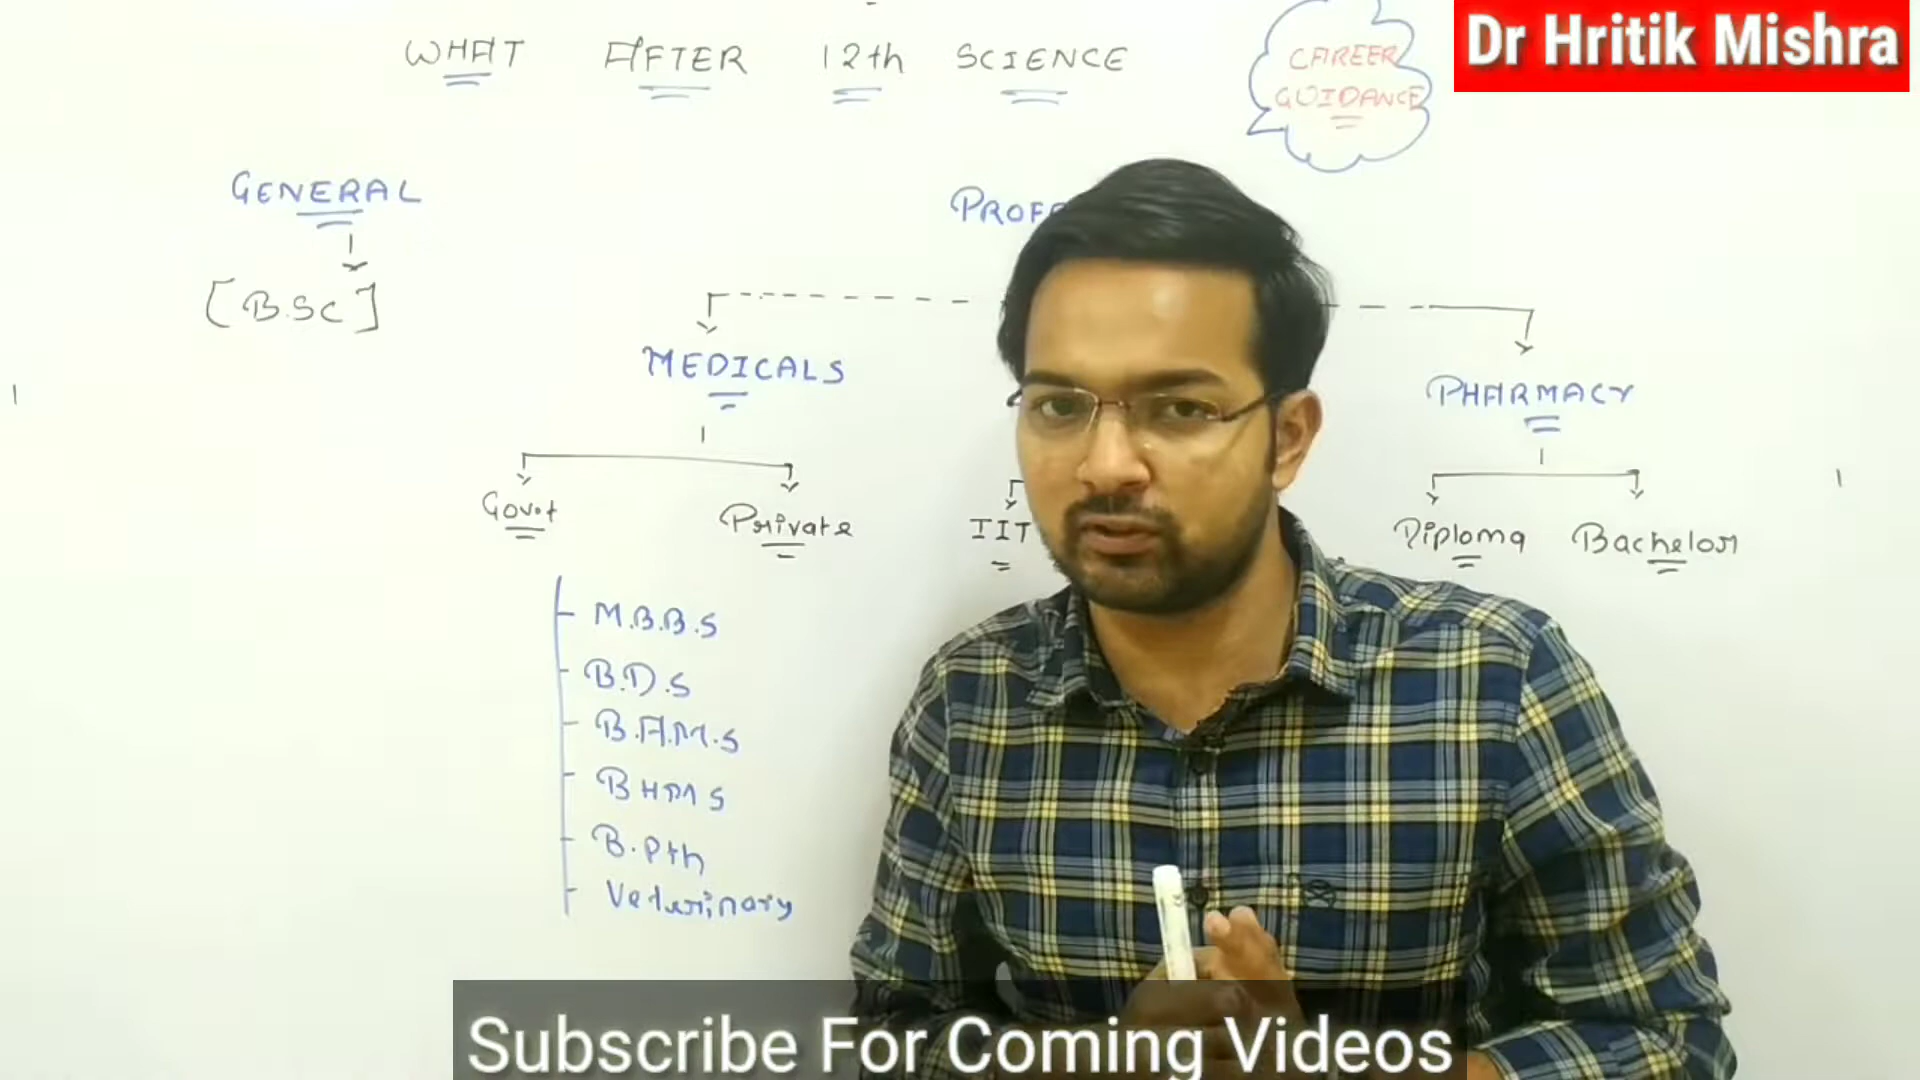 WHAT AFTER 12th SCIENCE
CAREER
GUIDANCE
Dr Hritik Mishra
GENERAL
[B.SC]
MEDICALS
PHARMACY
Govt
Private
IIT
Diploma
Bachelor
M.B.B.S
B.D.S
B.A.M.S
BHMS
B.Pth
Veterinary
Subscribe For Coming Videos